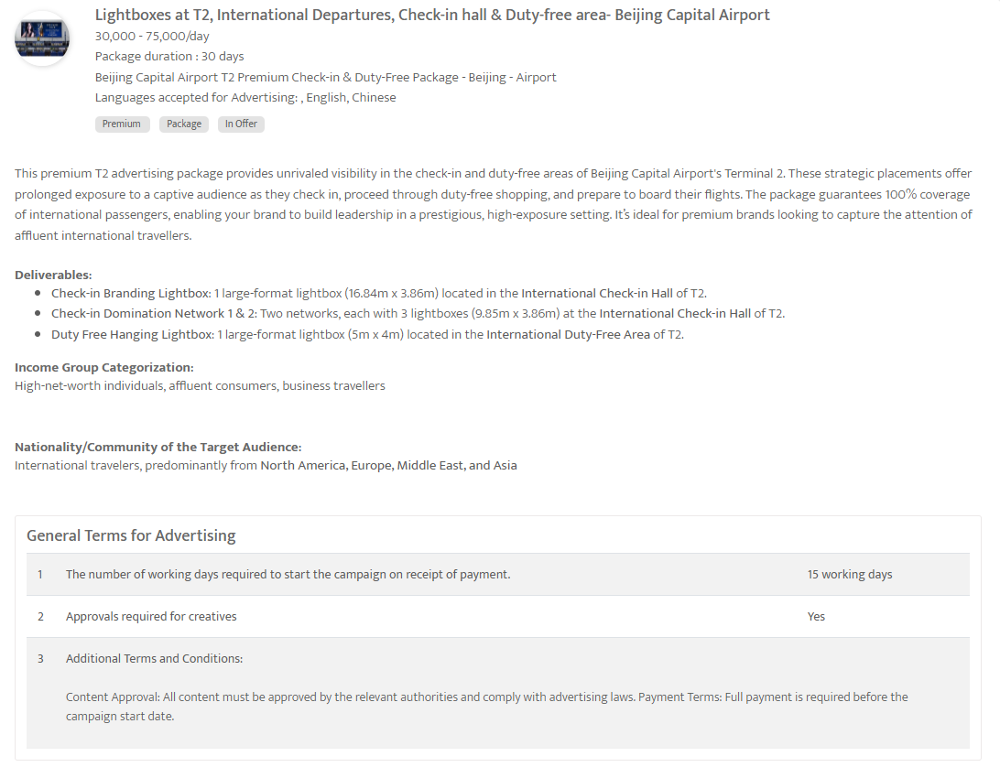 Lightboxes at T2, International Departures, Check-in hall & Duty-free area- Beijing Capital Airport
30,000 - 75,000/day
Package duration : 30 days
Beijing Capital Airport T2 Premium Check-in & Duty-Free Package - Beijing - Airport
Languages accepted for Advertising: , English, Chinese
Premium Package In Offer
This premium T2 advertising package provides unrivaled visibility in the check-in and duty-free areas of Beijing Capital Airport's Terminal 2. These strategic placements offer
prolonged exposure to a captive audience as they check in, proceed through duty-free shopping, and prepare to board their flights. The package guarantees 100% coverage
of international passengers, enabling your brand to build leadership in a prestigious, high-exposure setting. It's ideal for premium brands looking to capture the attention of
affluent international travellers.
Deliverables:
• Check-in Branding Lightbox: 1 large-format lightbox (16.84m x 3.86m) located in the International Check-in Hall of T2.
• Check-in Domination Network 1 & 2: Two networks, each with 3 lightboxes (9.85m x 3.86m) at the International Check-in Hall of T2.
• Duty Free Hanging Lightbox: 1 large-format lightbox (5m x 4m) located in the International Duty-Free Area of T2.
Income Group Categorization:
High-net-worth individuals, affluent consumers, business travellers
Nationality/Community of the Target Audience:
International travelers, predominantly from North America, Europe, Middle East, and Asia
General Terms for Advertising
1 The number of working days required to start the campaign on receipt of payment. 15 working days
2 Approvals required for creatives Yes
3 Additional Terms and Conditions:
Content Approval: All content must be approved by the relevant authorities and comply with advertising laws. Payment Terms: Full payment is required before the
campaign start date.